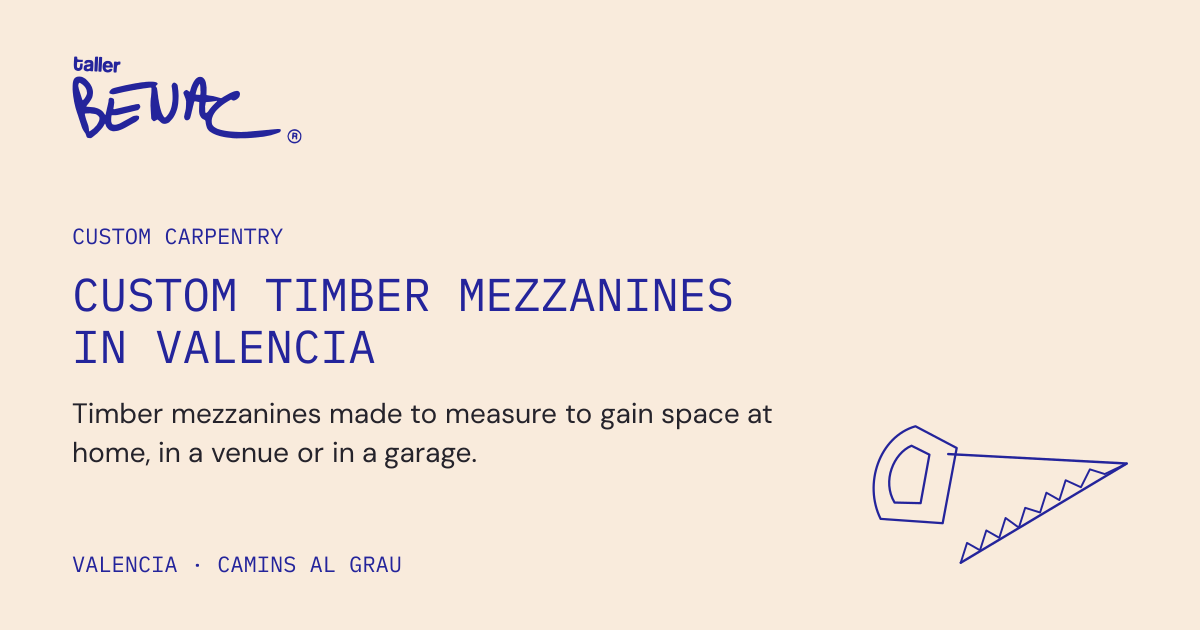 taller
BENAC
®
CUSTOM CARPENTRY
CUSTOM TIMBER MEZZANINES
IN VALENCIA
Timber mezzanines made to measure to gain space at
home, in a venue or in a garage.
VALENCIA · CAMINS AL GRAU